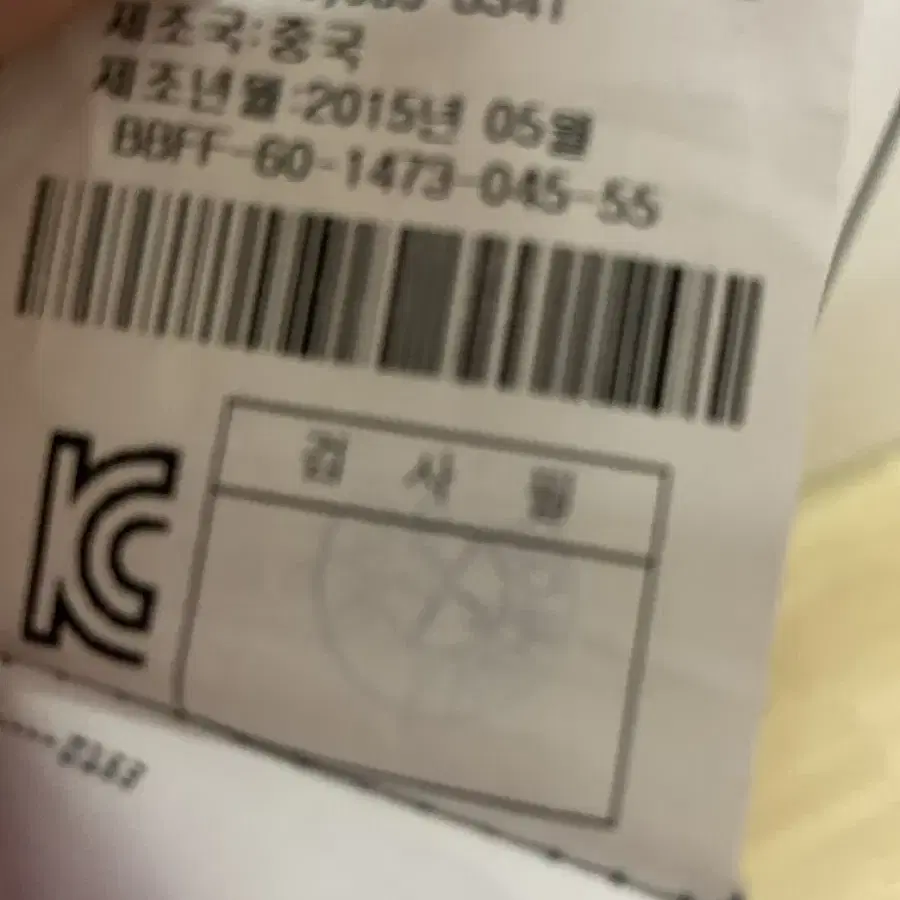 제조국:중국
제조년월:2015년 05월
BBFF-60-1473-045-55
KC
검 사 필